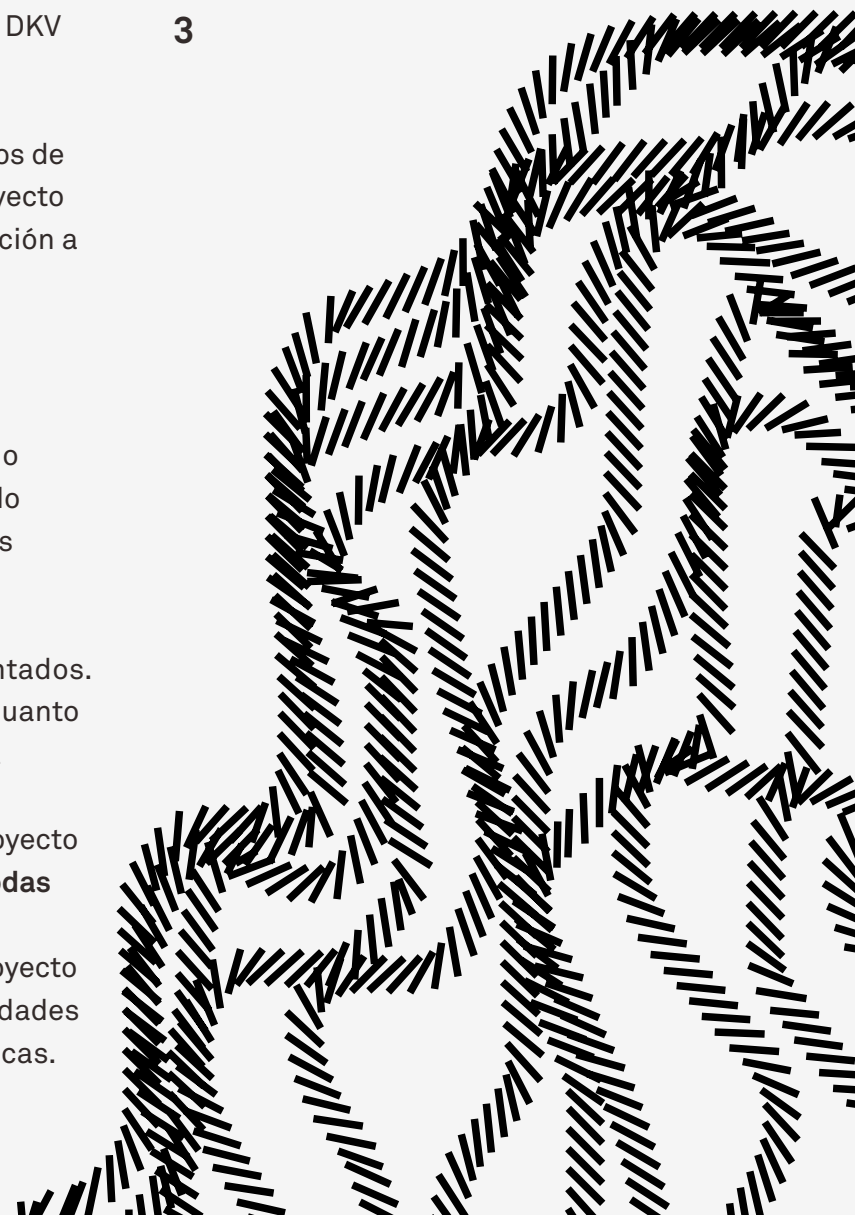 DKV
3
os de
yecto
ción a
o
lo
s
ntados.
uanto
oyecto
odas
oyecto
dades
cas.